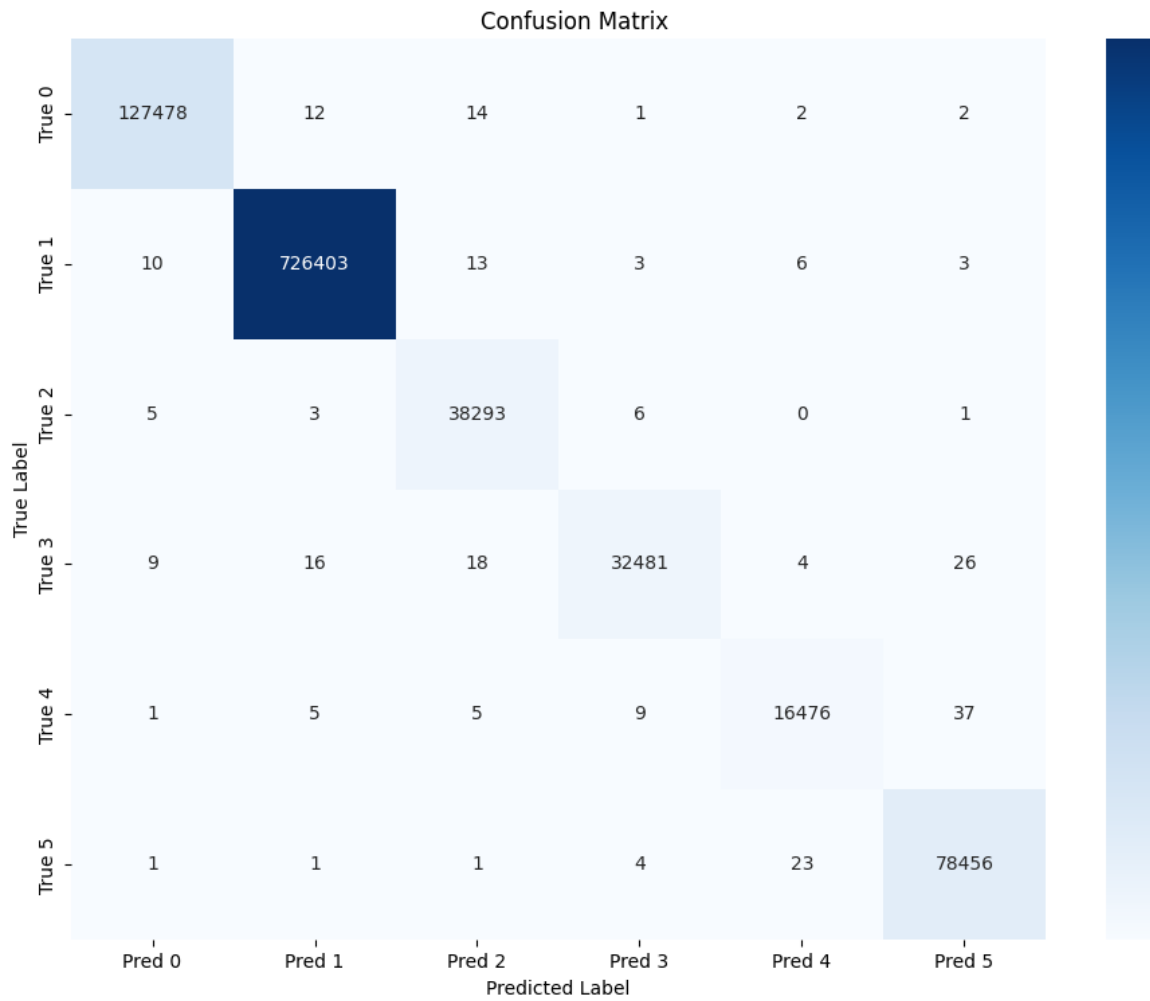 Confusion Matrix
True 0 127478 12 14 1 2 2
True 1 10 726403 13 3 6 3
True 2 5 3 38293 6 0 1
True 3 9 16 18 32481 4 26
True 4 1 5 5 9 16476 37
True 5 1 1 1 4 23 78456
True Label
Pred 0 Pred 1 Pred 2 Pred 3 Pred 4 Pred 5
Predicted Label